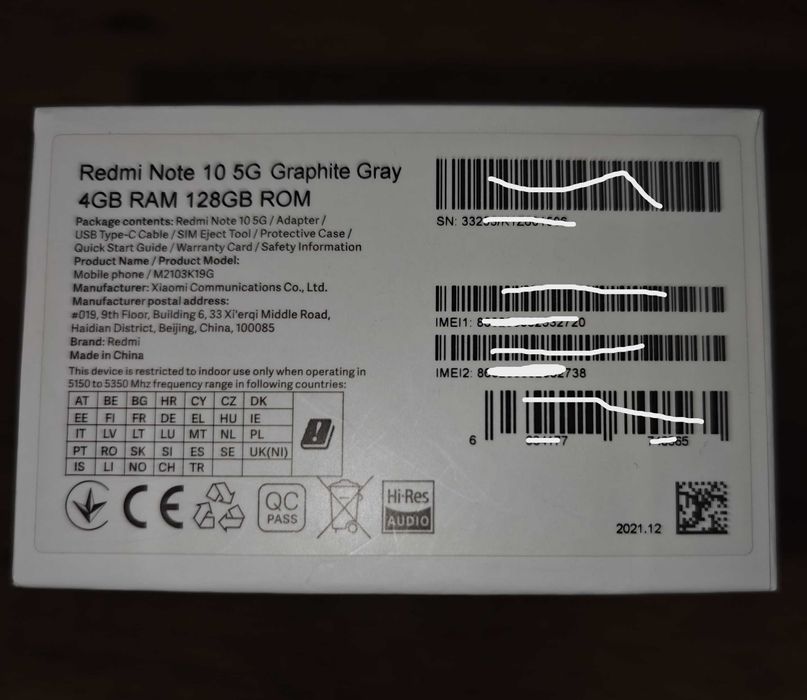 Redmi Note 10 5G Graphite Gray
4GB RAM 128GB ROM
Package contents: Redmi Note 10 5G / Adapter /
USB Type-C Cable / SIM Eject Tool / Protective Case /
Quick Start Guide / Warranty Card / Safety Information
Product Name / Product Model:
Mobile phone / M2103K19G
Manufacturer: Xiaomi Communications Co., Ltd.
Manufacturer postal address:
#019, 9th Floor, Building 6, 33 Xi'erqi Middle Road,
Haidian District, Beijing, China, 100085
Brand: Redmi
Made in China
This device is restricted to indoor use only when operating in
5150 to 5350 Mhz frequency range in following countries:
AT BE BG HR CY CZ DK
EE FI FR DE EL HU IE
IT LV LT LU MT NL PL
PT RO SK SI ES SE UK(NI)
IS LI NO CH TR
CE
QC
PASS
Hi-Res
AUDIO
SN:
IMEI1:
IMEI2:
6
2021.12